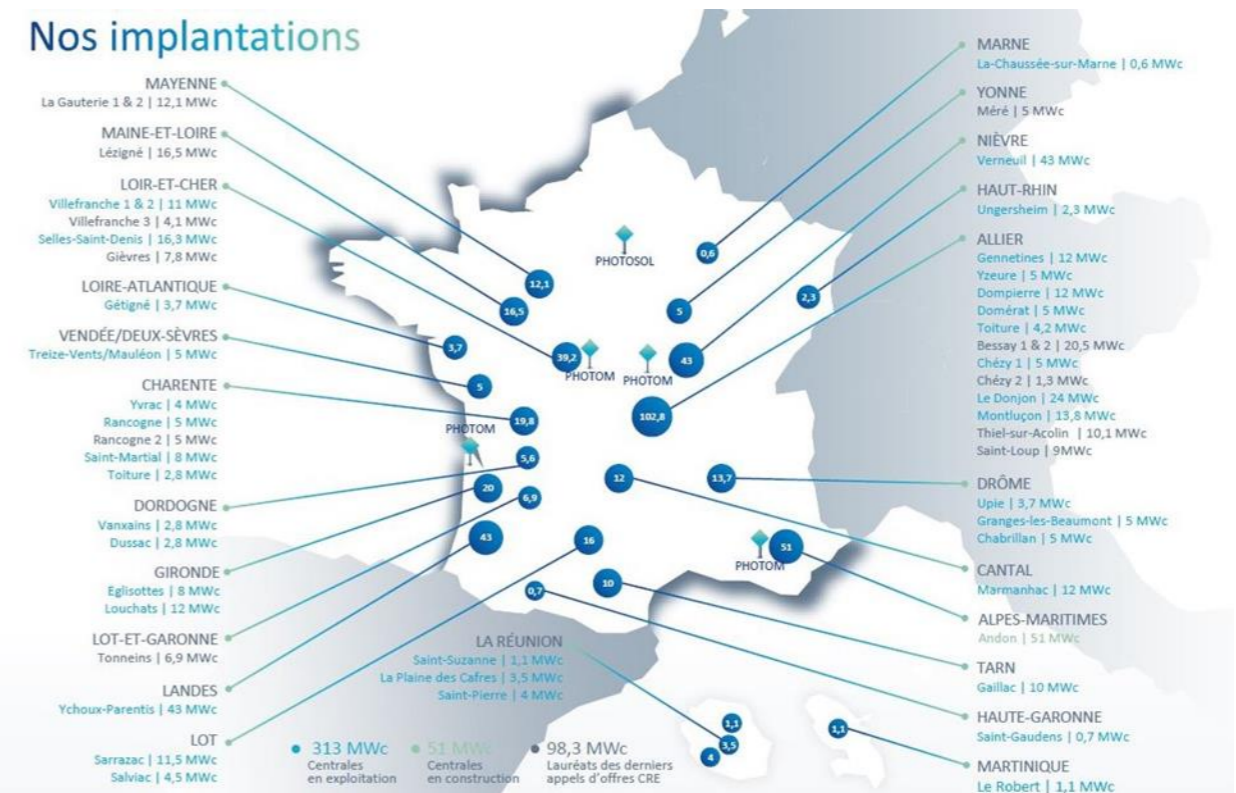 Nos implantations
MAYENNE
La Gauterie 1 & 2 | 12,1 MWc
MAINE-ET-LOIRE
Lézigné | 16,5 MWc
LOIR-ET-CHER
Villefranche 1 & 2 | 11 MWc
Villefranche 3 | 4,1 MWc
Selles-Saint-Denis | 16,3 MWc
Gièvres | 7,8 MWc
LOIRE-ATLANTIQUE
Gétigné | 3,7 MWc
VENDÉE/DEUX-SÈVRES
Treize-Vents/Mauléon | 5 MWc
CHARENTE
Yvrac | 4 MWc
Rancogne | 5 MWc
Rancogne 2 | 5 MWc
Saint-Martial | 8 MWc
Toiture | 2,8 MWc
DORDOGNE
Vanxains | 2,8 MWc
Dussac | 2,8 MWc
GIRONDE
Eglisottes | 8 MWc
Louchats | 12 MWc
LOT-ET-GARONNE
Tonneins | 6,9 MWc
LANDES
Ychoux-Parentis | 43 MWc
LOT
Sarrazac | 11,5 MWc
Salviac | 4,5 MWc
PHOTOSOL
0,6
12,1
2,3
16,5
5
3,7
39,2
PHOTOM
PHOTOM
43
5
102,8
19,8
PHOTOM
5,6
12
13,7
20
6,9
43
16
PHOTOM
51
0,7
10
LA RÉUNION
Saint-Suzanne | 1,1 MWc
La Plaine des Cafres | 3,5 MWc
Saint-Pierre | 4 MWc
1,1
3,5
4
1,1
313 MWc
Centrales
en exploitation
51 MWc
Centrales
en construction
98,3 MWc
Lauréats des derniers
appels d'offres CRE
MARNE
La-Chaussée-sur-Marne | 0,6 MWc
YONNE
Méré | 5 MWc
NIÈVRE
Verneuil | 43 MWc
HAUT-RHIN
Ungersheim | 2,3 MWc
ALLIER
Gennetines | 12 MWc
Yzeure | 5 MWc
Dompierre | 12 MWc
Domérat | 5 MWc
Toiture | 4,2 MWc
Bessay 1 & 2 | 20,5 MWc
Chézy 1 | 5 MWc
Chézy 2 | 1,3 MWc
Le Donjon | 24 MWc
Montluçon | 13,8 MWc
Thiel-sur-Acolin | 10,1 MWc
Saint-Loup | 9MWc
DRÔME
Upie | 3,7 MWc
Granges-les-Beaumont | 5 MWc
Chabrillan | 5 MWc
CANTAL
Marmanhac | 12 MWc
ALPES-MARITIMES
Andon | 51 MWc
TARN
Gaillac | 10 MWc
HAUTE-GARONNE
Saint-Gaudens | 0,7 MWc
MARTINIQUE
Le Robert | 1,1 MWc